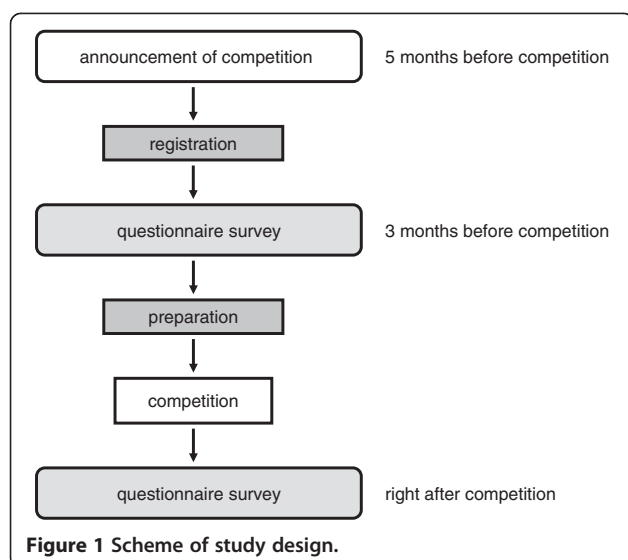 announcement of competition 5 months before competition
registration
questionnaire survey 3 months before competition
preparation
competition
questionnaire survey right after competition
Figure 1 Scheme of study design.